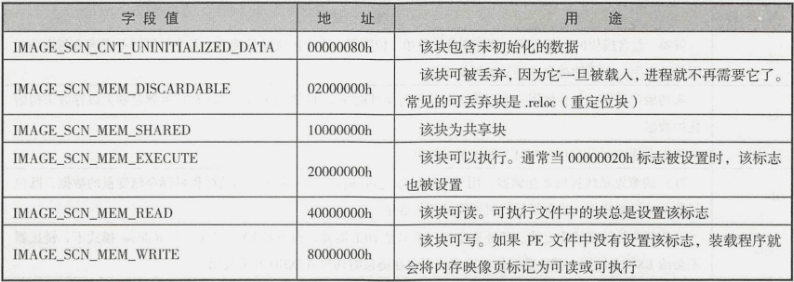 字 段 值 地 址 用 途
IMAGE_SCN_CNT_UNINITIALIZED_DATA 00000080h 该块包含未初始化的数据
IMAGE_SCN_MEM_DISCARDABLE 02000000h 该块可被丢弃，因为它一旦被载入，进程就不再需要它了。
常见的可丢弃块是 .reloc（重定位块）
IMAGE_SCN_MEM_SHARED 10000000h 该块为共享块
IMAGE_SCN_MEM_EXECUTE 20000000h 该块可以执行。通常当 00000020h 标志被设置时，该标志
也被设置
IMAGE_SCN_MEM_READ 40000000h 该块可读。可执行文件中的块总是设置该标志
IMAGE_SCN_MEM_WRITE 80000000h 该块可写。如果 PE 文件中没有设置该标志，装载程序就
会将内存映像页标记为可读或可执行